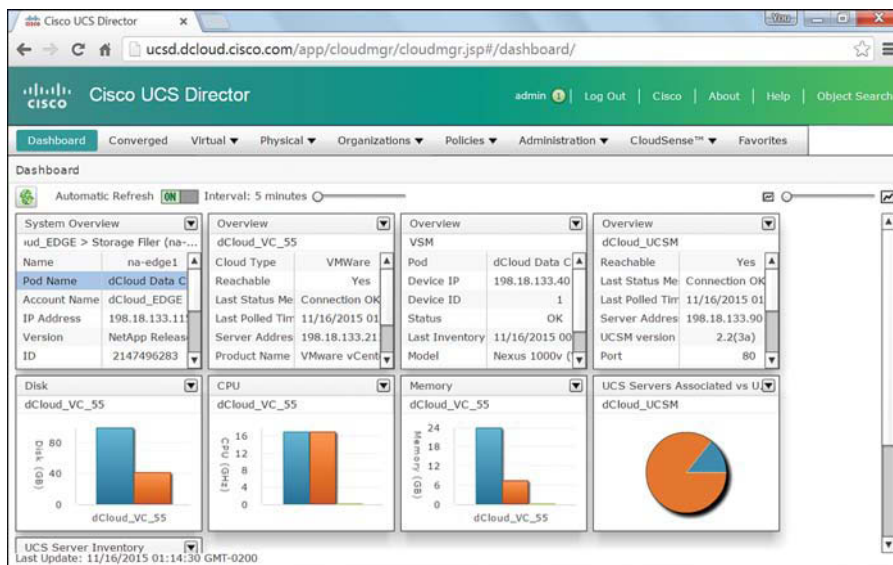 Cisco UCS Director
You
ucsd.dcloud.cisco.com/app/cloudmgr/cloudmgr.jsp#/dashboard/
CISCO
Cisco UCS Director
admin
Log Out
Cisco
About
Help
Object Search
Dashboard
Converged
Virtual
Physical
Organizations
Policies
Administration
CloudSense™
Favorites
Dashboard
Automatic Refresh ON Interval: 5 minutes
System Overview
ud_EDGE > Storage Filer (na-...
Name na-edge1
Pod Name dCloud Data C
Account Name dCloud_EDGE
IP Address 198.18.133.11
Version NetApp Releas
ID 2147496283
Overview
dCloud_VC_55
Cloud Type VMWare
Reachable Yes
Last Status Me Connection OK
Last Polled Tim 11/16/2015 01
Server Addres 198.18.133.21
Product Name VMware vCent
Overview
VSM
Pod dCloud Data C
Device IP 198.18.133.40
Device ID 1
Status OK
Last Inventory 11/16/2015 00
Model Nexus 1000v (
Overview
dCloud_UCSM
Reachable Yes
Last Status Me Connection OK
Last Polled Tim 11/16/2015 01
Server Addres 198.18.133.90
UCSM version 2.2(3a)
Port 80
Disk
dCloud_VC_55
Disk (GB)
80
40
0
dCloud_VC_55
CPU
dCloud_VC_55
Cpu (GHz)
16
12
8
4
0
Memory
dCloud_VC_55
Memory (GB)
24
18
12
6
0
dCloud_VC_55
UCS Servers Associated vs U
dCloud_UCSM
UCS Server Inventory
Last Update: 11/16/2015 01:14:30 GMT-0200